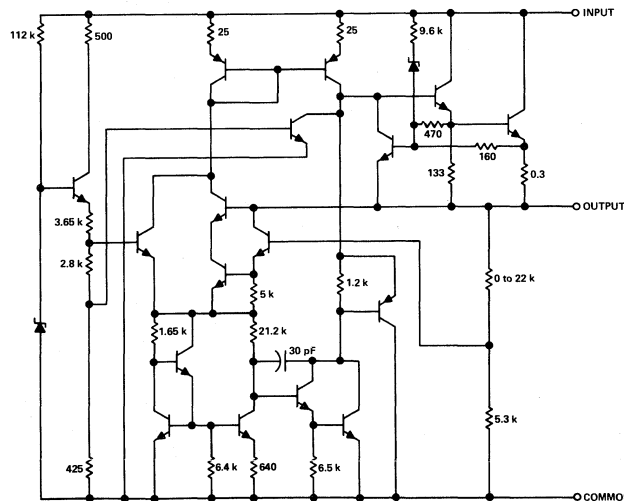 INPUT
112 k
500
25
25
9.6 k
470
160
133
0.3
OUTPUT
3.65 k
2.8 k
5 k
1.2 k
0 to 22 k
1.65 k
21.2 k
30 pF
5.3 k
425
6.4 k
640
6.5 k
COMMO